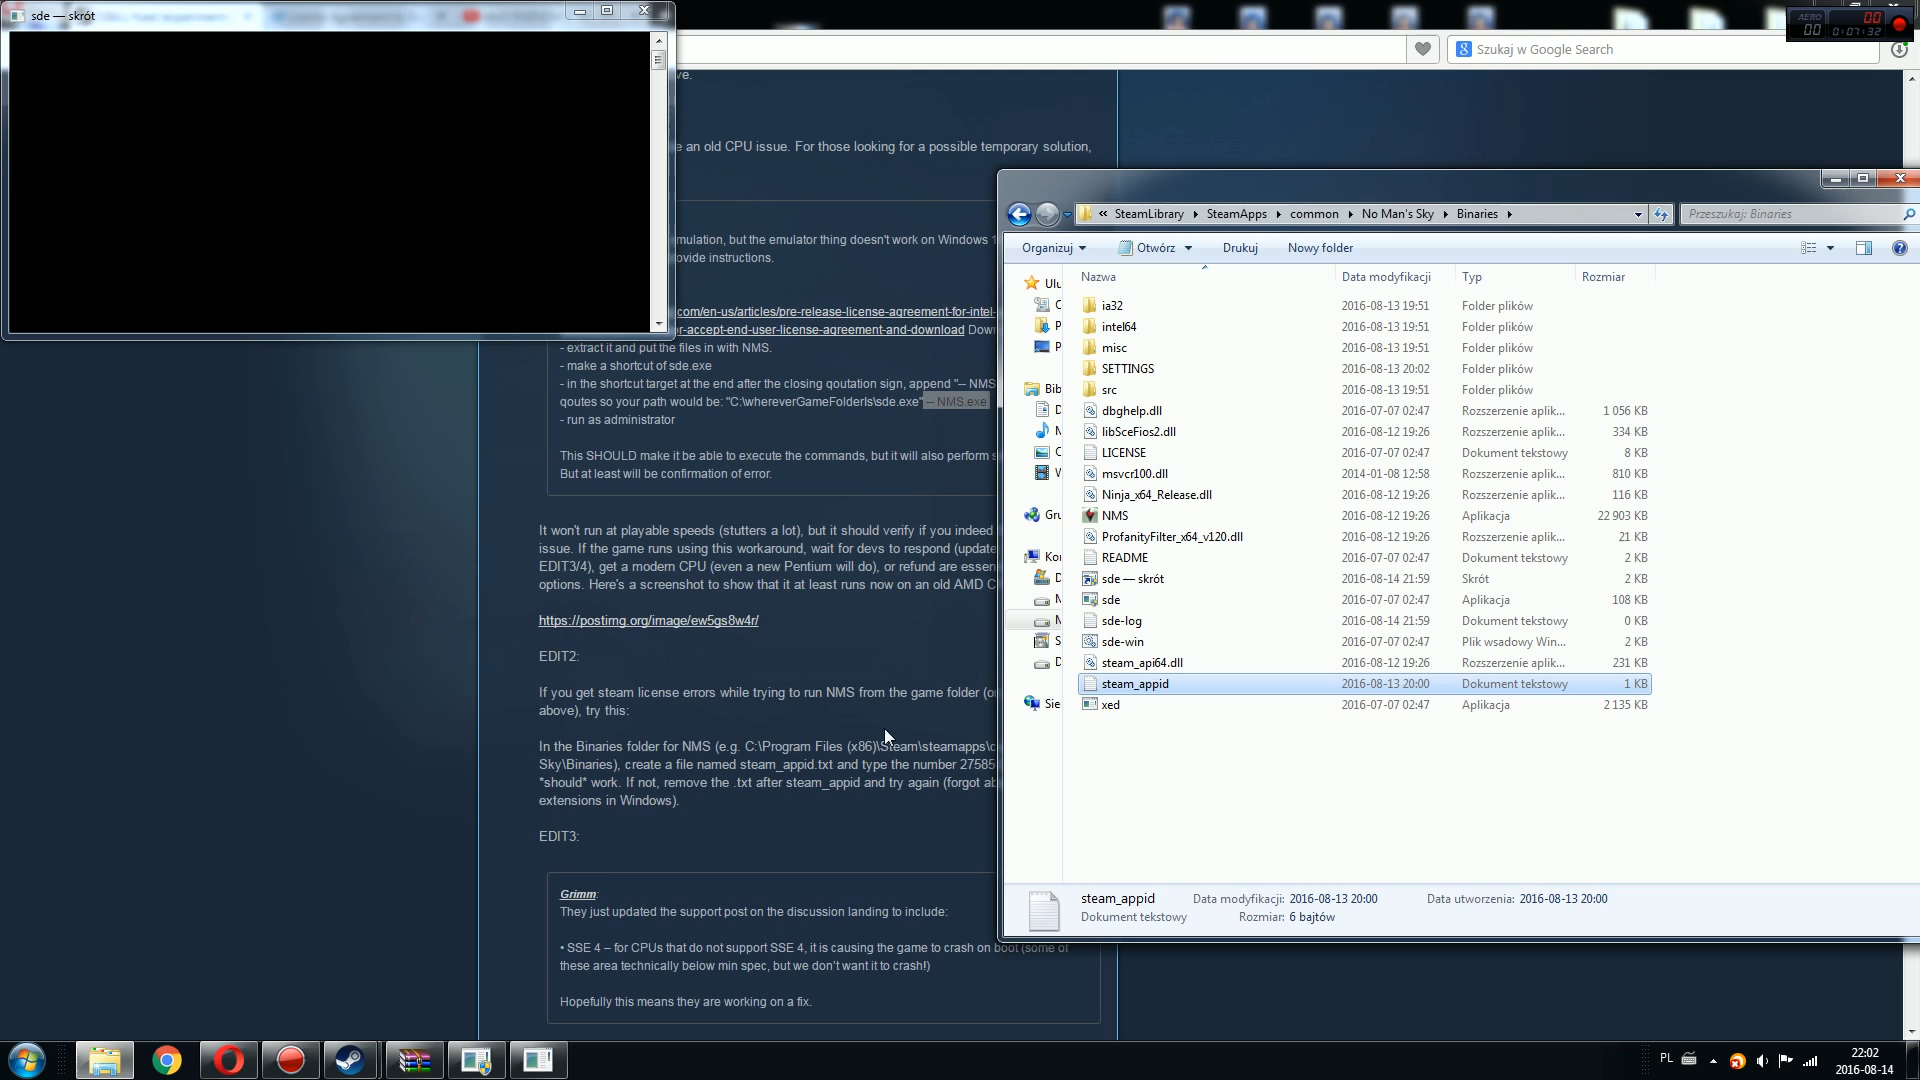 sde — skrót
Szukaj w Google Search
AERO
00
00
0:07:32
ve.
e an old CPU issue. For those looking for a possible temporary solution,
mulation, but the emulator thing doesn't work on Windows 1
ovide instructions.
com/en-us/articles/pre-release-license-agreement-for-intel-
or-accept-end-user-license-agreement-and-download Down
- extract it and put the files in with NMS.
- make a shortcut of sde.exe
- in the shortcut target at the end after the closing qoutation sign, append "-- NMS
qoutes so your path would be: "C:\whereverGameFolderIs\sde.exe" -- NMS.exe
- run as administrator
This SHOULD make it be able to execute the commands, but it will also perform s
But at least will be confirmation of error.
It won't run at playable speeds (stutters a lot), but it should verify if you indeed
issue. If the game runs using this workaround, wait for devs to respond (update
EDIT3/4), get a modern CPU (even a new Pentium will do), or refund are essen
options. Here's a screenshot to show that it at least runs now on an old AMD C
https://postimg.org/image/ew5gs8w4r/
EDIT2:
If you get steam license errors while trying to run NMS from the game folder (o
above), try this:
In the Binaries folder for NMS (e.g. C:\Program Files (x86)\Steam\steamapps\c
Sky\Binaries), create a file named steam_appid.txt and type the number 27585
*should* work. If not, remove the .txt after steam_appid and try again (forgot ab
extensions in Windows).
EDIT3:
Grimm:
They just updated the support post on the discussion landing to include:
• SSE 4 – for CPUs that do not support SSE 4, it is causing the game to crash on boot (some of
these area technically below min spec, but we don't want it to crash!)
Hopefully this means they are working on a fix.
« SteamLibrary SteamApps common No Man's Sky Binaries
Przeszukaj: Binaries
Organizuj Otwórz Drukuj Nowy folder
Nazwa Data modyfikacji Typ Rozmiar
Ulu
C
P
P
Bib
D
N
C
W
Gru
Kor
D
N
N
S
D
Sie
ia32 2016-08-13 19:51 Folder plików
intel64 2016-08-13 19:51 Folder plików
misc 2016-08-13 19:51 Folder plików
SETTINGS 2016-08-13 20:02 Folder plików
src 2016-08-13 19:51 Folder plików
dbghelp.dll 2016-07-07 02:47 Rozszerzenie aplik... 1 056 KB
libSceFios2.dll 2016-08-12 19:26 Rozszerzenie aplik... 334 KB
LICENSE 2016-07-07 02:47 Dokument tekstowy 8 KB
msvcr100.dll 2014-01-08 12:58 Rozszerzenie aplik... 810 KB
Ninja_x64_Release.dll 2016-08-12 19:26 Rozszerzenie aplik... 116 KB
NMS 2016-08-12 19:26 Aplikacja 22 903 KB
ProfanityFilter_x64_v120.dll 2016-08-12 19:26 Rozszerzenie aplik... 21 KB
README 2016-07-07 02:47 Dokument tekstowy 2 KB
sde — skrót 2016-08-14 21:59 Skrót 2 KB
sde 2016-07-07 02:47 Aplikacja 108 KB
sde-log 2016-08-14 21:59 Dokument tekstowy 0 KB
sde-win 2016-07-07 02:47 Plik wsadowy Win... 2 KB
steam_api64.dll 2016-08-12 19:26 Rozszerzenie aplik... 231 KB
steam_appid 2016-08-13 20:00 Dokument tekstowy 1 KB
xed 2016-07-07 02:47 Aplikacja 2 135 KB
steam_appid Data modyfikacji: 2016-08-13 20:00 Data utworzenia: 2016-08-13 20:00
Dokument tekstowy Rozmiar: 6 bajtów
PL
22:02
2016-08-14